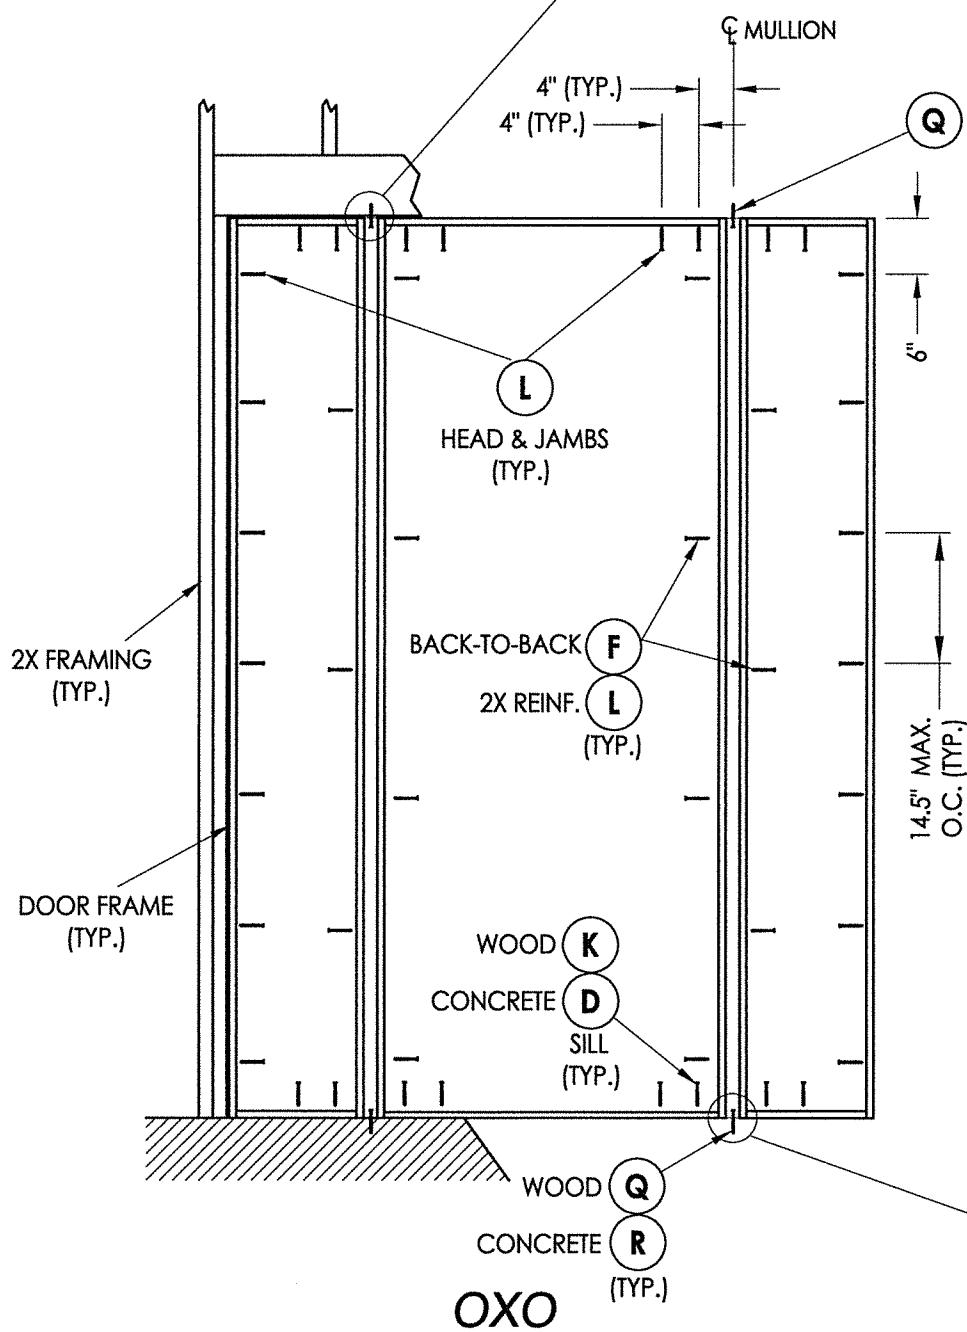 ℄ MULLION
4" (TYP.)
4" (TYP.)
Q
6"
L
HEAD & JAMBS
(TYP.)
BACK-TO-BACK F
2X REINF. L
(TYP.)
2X FRAMING
(TYP.)
14.5" MAX.
O.C. (TYP.)
DOOR FRAME
(TYP.)
WOOD K
CONCRETE D
SILL
(TYP.)
WOOD Q
CONCRETE R
(TYP.)
OXO